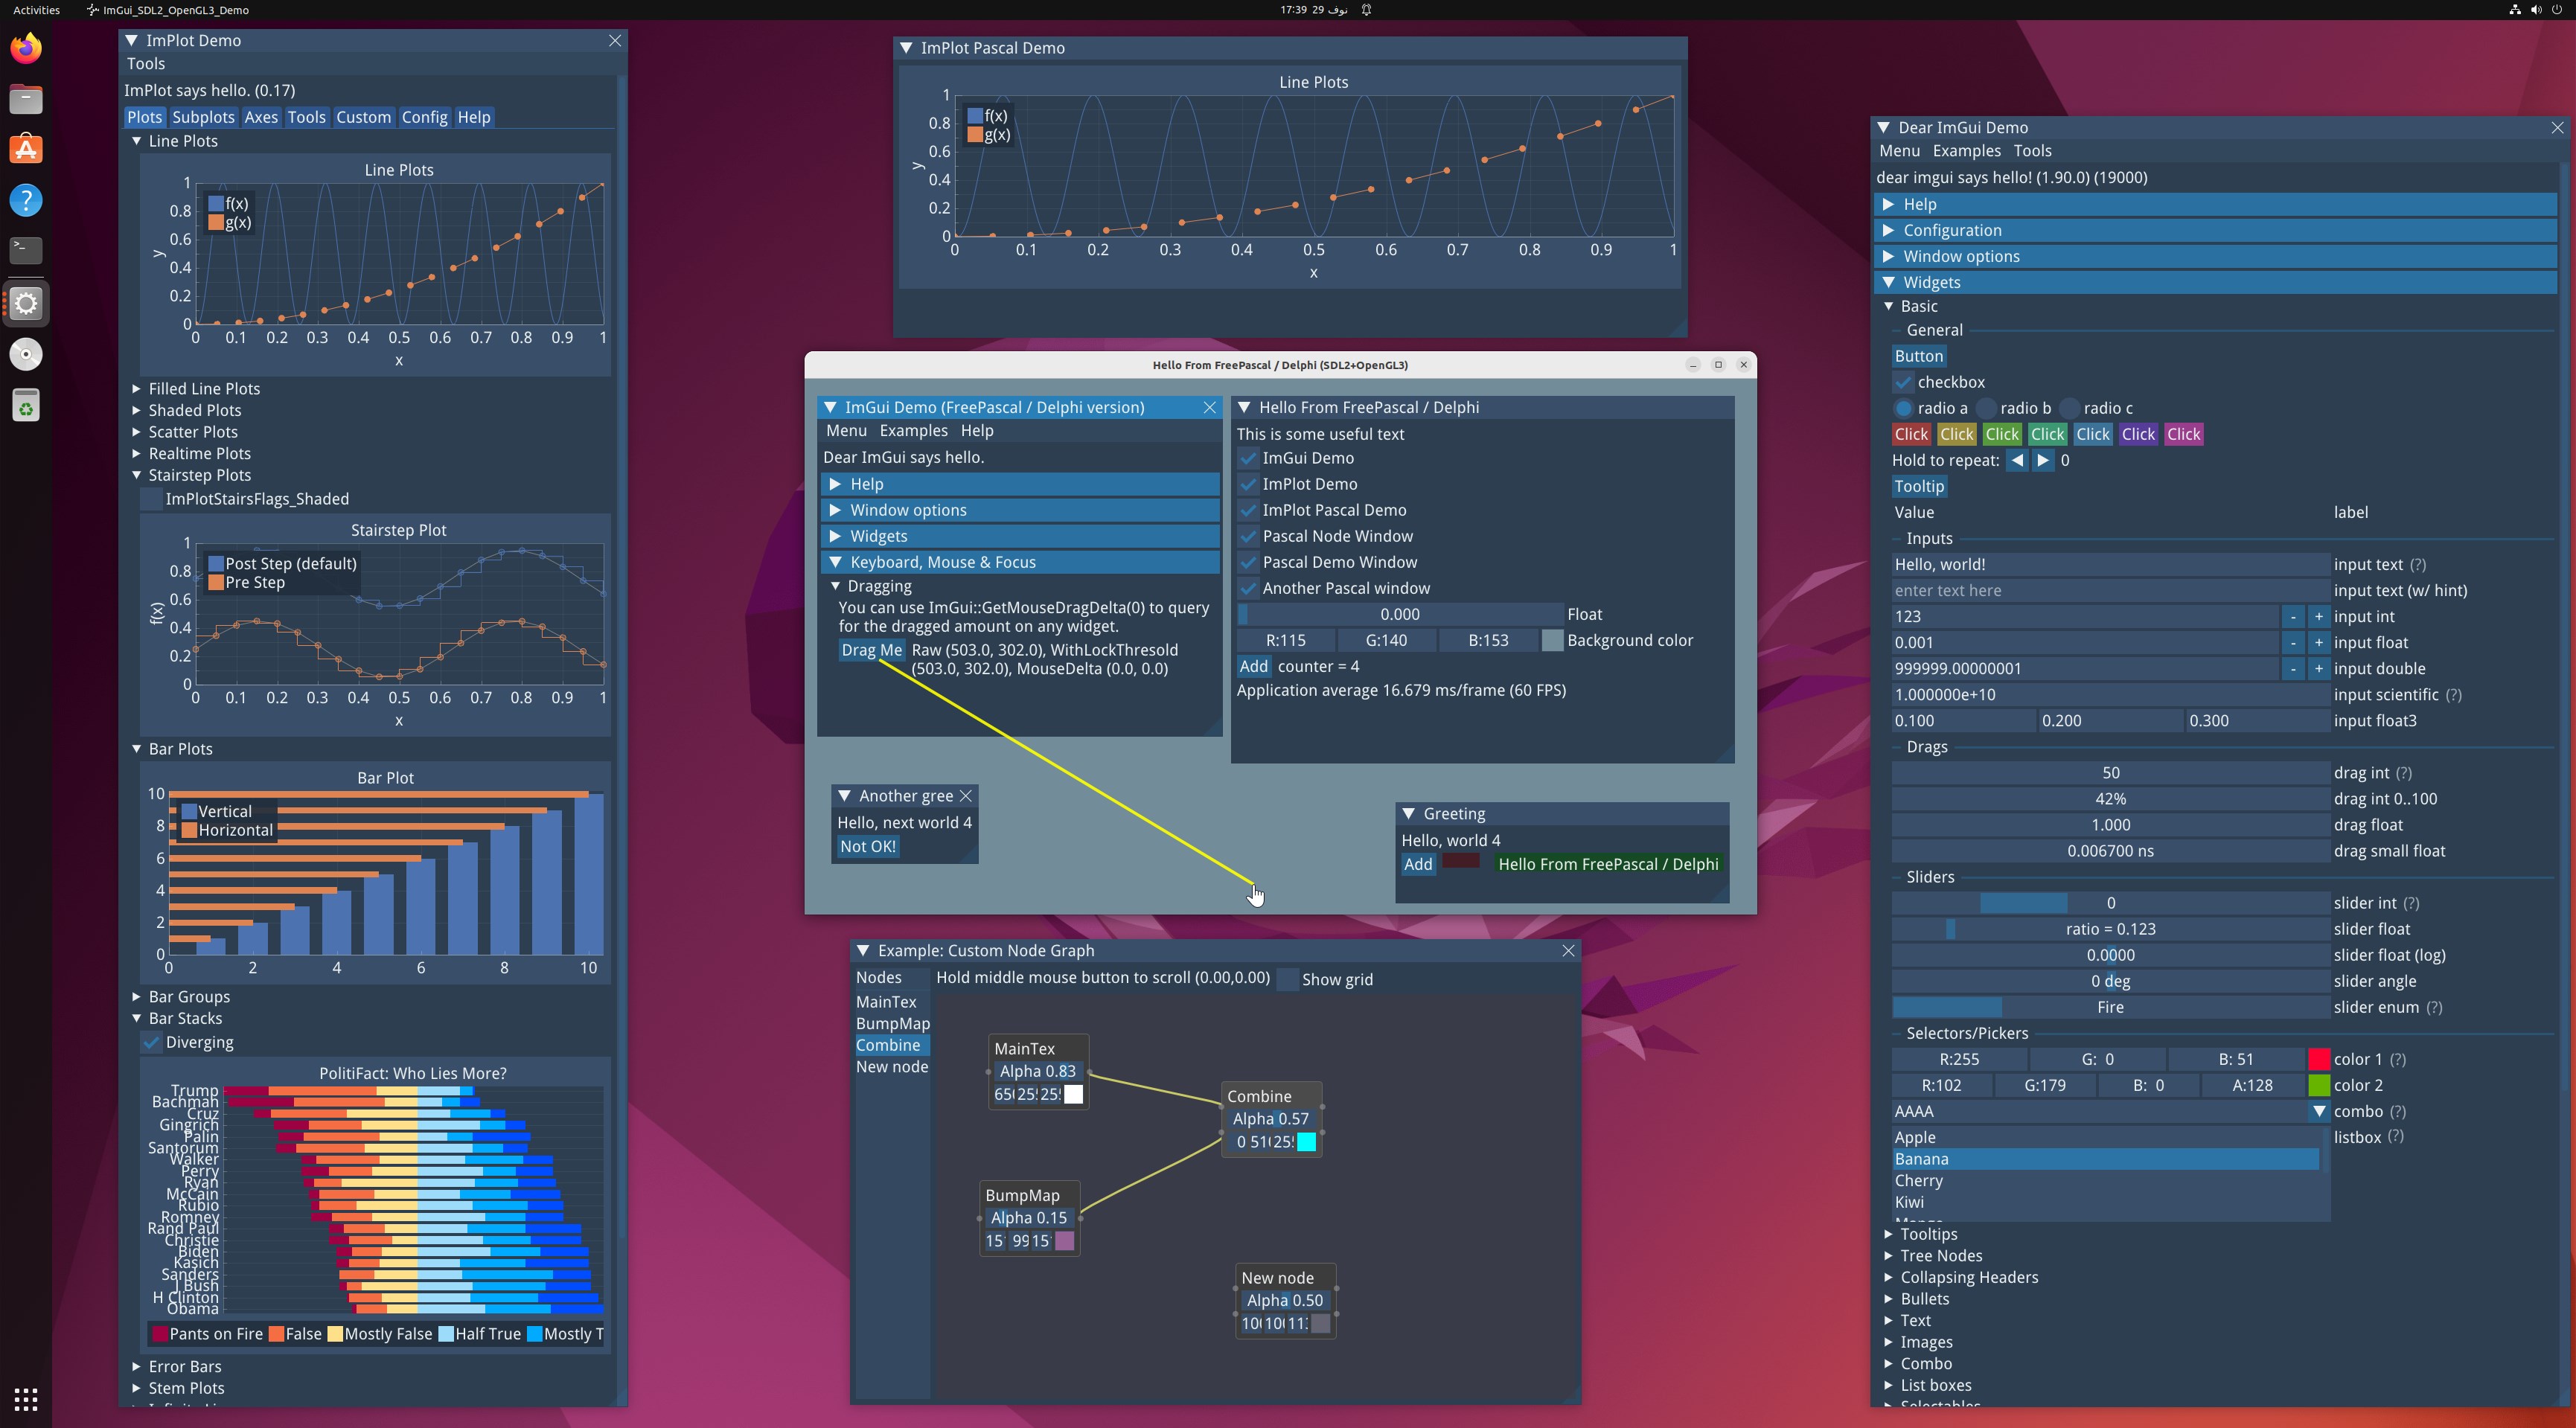 Activities ImGui_SDL2_OpenGL3_Demo
17:39 29 نوف
ImPlot Demo
Tools
ImPlot says hello. (0.17)
Plots Subplots Axes Tools Custom Config Help
Line Plots
Line Plots
f(x)
g(x)
1
0.8
0.6
0.4
0.2
0
y
0 0.1 0.2 0.3 0.4 0.5 0.6 0.7 0.8 0.9 1
x
Filled Line Plots
Shaded Plots
Scatter Plots
Realtime Plots
Stairstep Plots
ImPlotStairsFlags_Shaded
Stairstep Plot
Post Step (default)
Pre Step
1
0.8
0.6
0.4
0.2
0
f(x)
0 0.1 0.2 0.3 0.4 0.5 0.6 0.7 0.8 0.9 1
x
Bar Plots
Bar Plot
Vertical
Horizontal
10
8
6
4
2
0
0 2 4 6 8 10
Bar Groups
Bar Stacks
Diverging
PolitiFact: Who Lies More?
Trump
Bachman
Cruz
Gingrich
Palin
Santorum
Walker
Perry
Ryan
McCain
Rubio
Romney
Rand Paul
Christie
Biden
Kasich
Sanders
J Bush
H Clinton
Obama
Pants on Fire False Mostly False Half True Mostly T
Error Bars
Stem Plots
ImPlot Pascal Demo
Line Plots
f(x)
g(x)
1
0.8
0.6
0.4
0.2
0
y
0 0.1 0.2 0.3 0.4 0.5 0.6 0.7 0.8 0.9 1
x
Hello From FreePascal / Delphi (SDL2+OpenGL3)
ImGui Demo (FreePascal / Delphi version)
Menu Examples Help
Dear ImGui says hello.
Help
Window options
Widgets
Keyboard, Mouse & Focus
Dragging
You can use ImGui::GetMouseDragDelta(0) to query
for the dragged amount on any widget.
Drag Me Raw (503.0, 302.0), WithLockThresold
(503.0, 302.0), MouseDelta (0.0, 0.0)
Hello From FreePascal / Delphi
This is some useful text
ImGui Demo
ImPlot Demo
ImPlot Pascal Demo
Pascal Node Window
Pascal Demo Window
Another Pascal window
0.000 Float
R:115 G:140 B:153 Background color
Add counter = 4
Application average 16.679 ms/frame (60 FPS)
Another gree
Hello, next world 4
Not OK!
Greeting
Hello, world 4
Add Hello From FreePascal / Delphi
Example: Custom Node Graph
Nodes
MainTex
BumpMap
Combine
New node
Hold middle mouse button to scroll (0.00,0.00) Show grid
MainTex
Alpha 0.83
Combine
Alpha 0.57
BumpMap
Alpha 0.15
New node
Alpha 0.50
Dear ImGui Demo
Menu Examples Tools
dear imgui says hello! (1.90.0) (19000)
Help
Configuration
Window options
Widgets
Basic
General
Button
checkbox
radio a radio b radio c
Click Click Click Click Click Click Click
Hold to repeat: 0
Tooltip
Value label
Inputs
Hello, world! input text (?)
enter text here input text (w/ hint)
123 - + input int
0.001 - + input float
999999.00000001 - + input double
1.000000e+10 input scientific (?)
0.100 0.200 0.300 input float3
Drags
50 drag int (?)
42% drag int 0..100
1.000 drag float
0.006700 ns drag small float
Sliders
0 slider int (?)
ratio = 0.123 slider float
0.0000 slider float (log)
0 deg slider angle
Fire slider enum (?)
Selectors/Pickers
R:255 G: 0 B: 51 color 1 (?)
R:102 G:179 B: 0 A:128 color 2
AAAA combo (?)
Apple listbox (?)
Banana
Cherry
Kiwi
Tooltips
Tree Nodes
Collapsing Headers
Bullets
Text
Images
Combo
List boxes